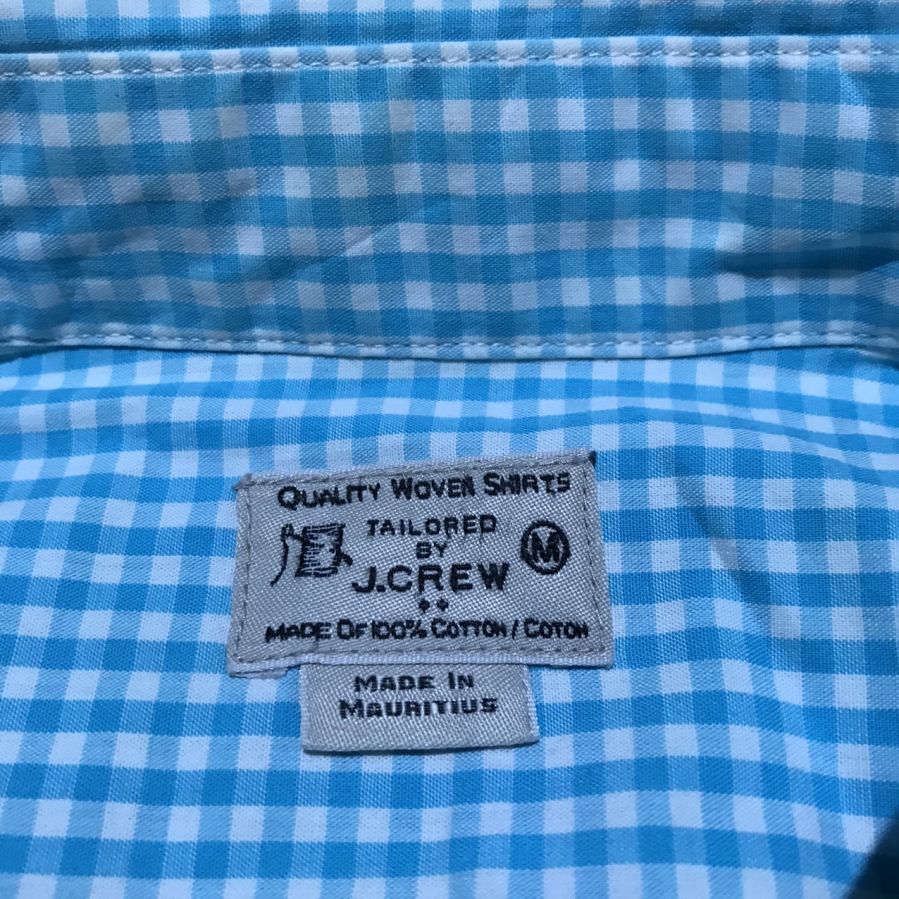 QUALITY WOVEN SHIRTS
TAILORED
BY
M
J.CREW
MADE OF 100% COTTON / COTON
MADE IN
MAURITIUS